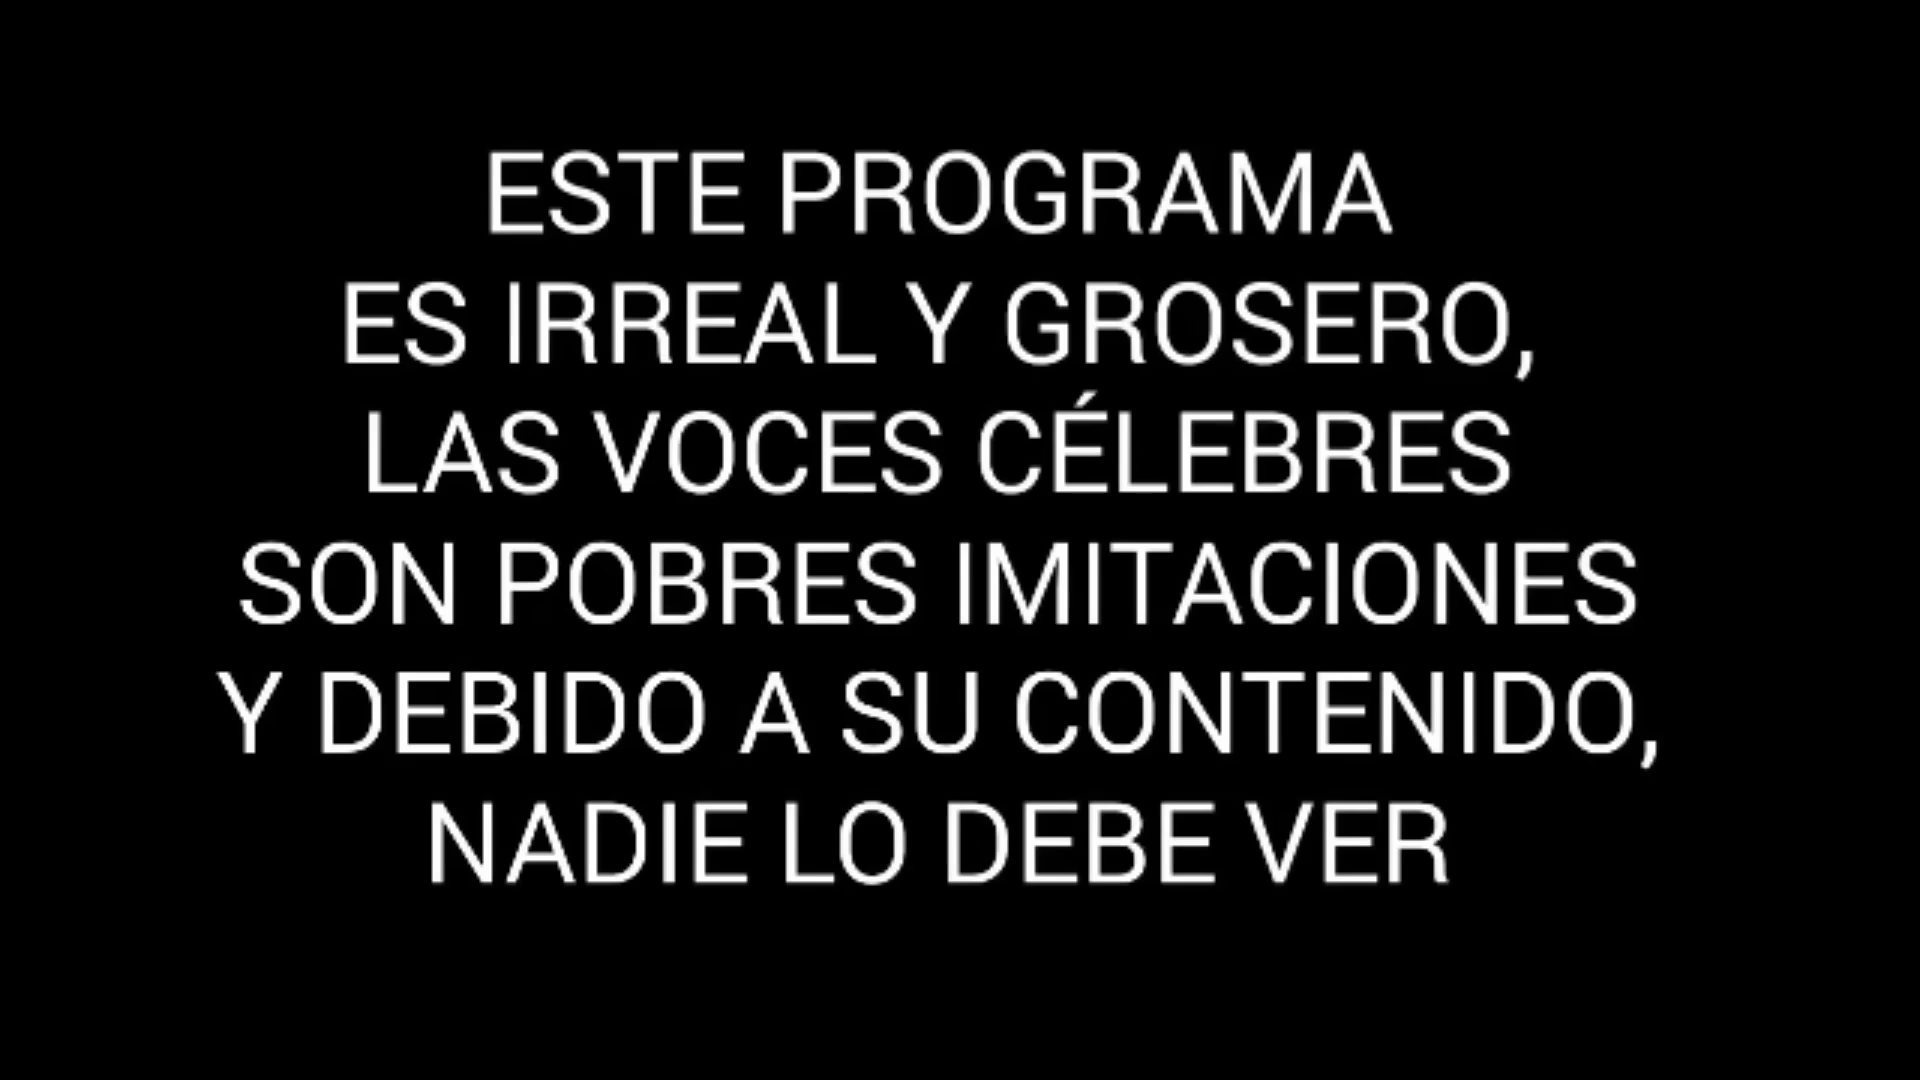 ESTE PROGRAMA
ES IRREAL Y GROSERO,
LAS VOCES CÉLEBRES
SON POBRES IMITACIONES
Y DEBIDO A SU CONTENIDO,
NADIE LO DEBE VER